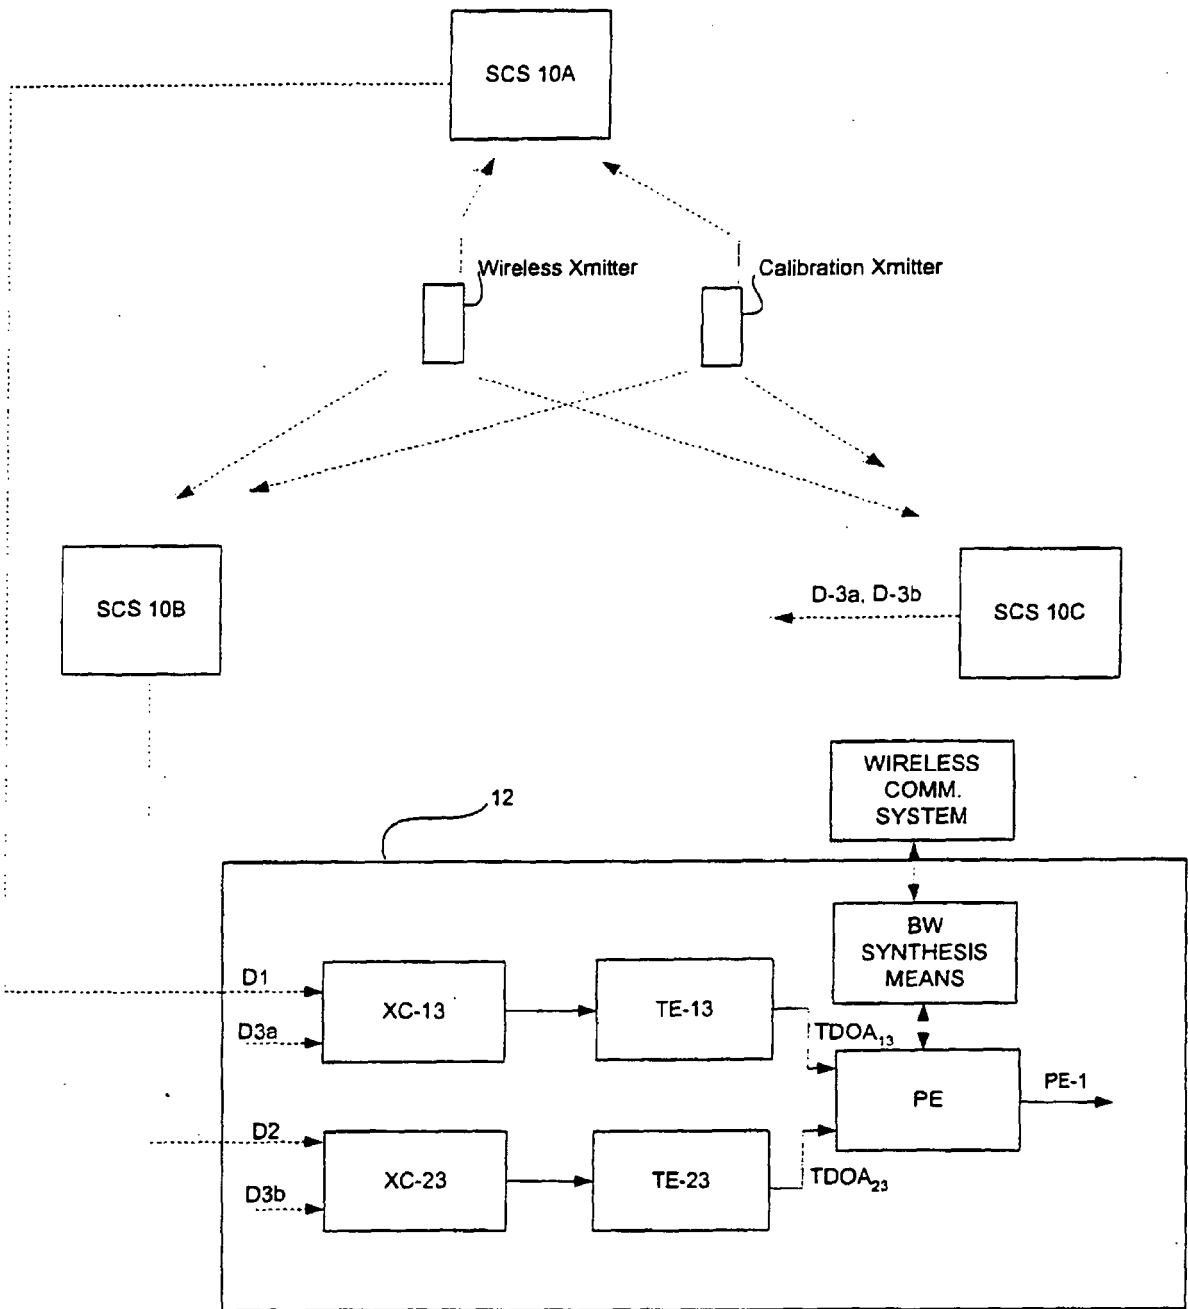 SCS 10A
Wireless Xmitter
Calibration Xmitter
SCS 10B
D-3a, D-3b
SCS 10C
WIRELESS
COMM.
SYSTEM
12
BW
SYNTHESIS
MEANS
D1
XC-13
TE-13
D3a
TDOA₁₃
PE
PE-1
D2
XC-23
TE-23
TDOA₂₃
D3b